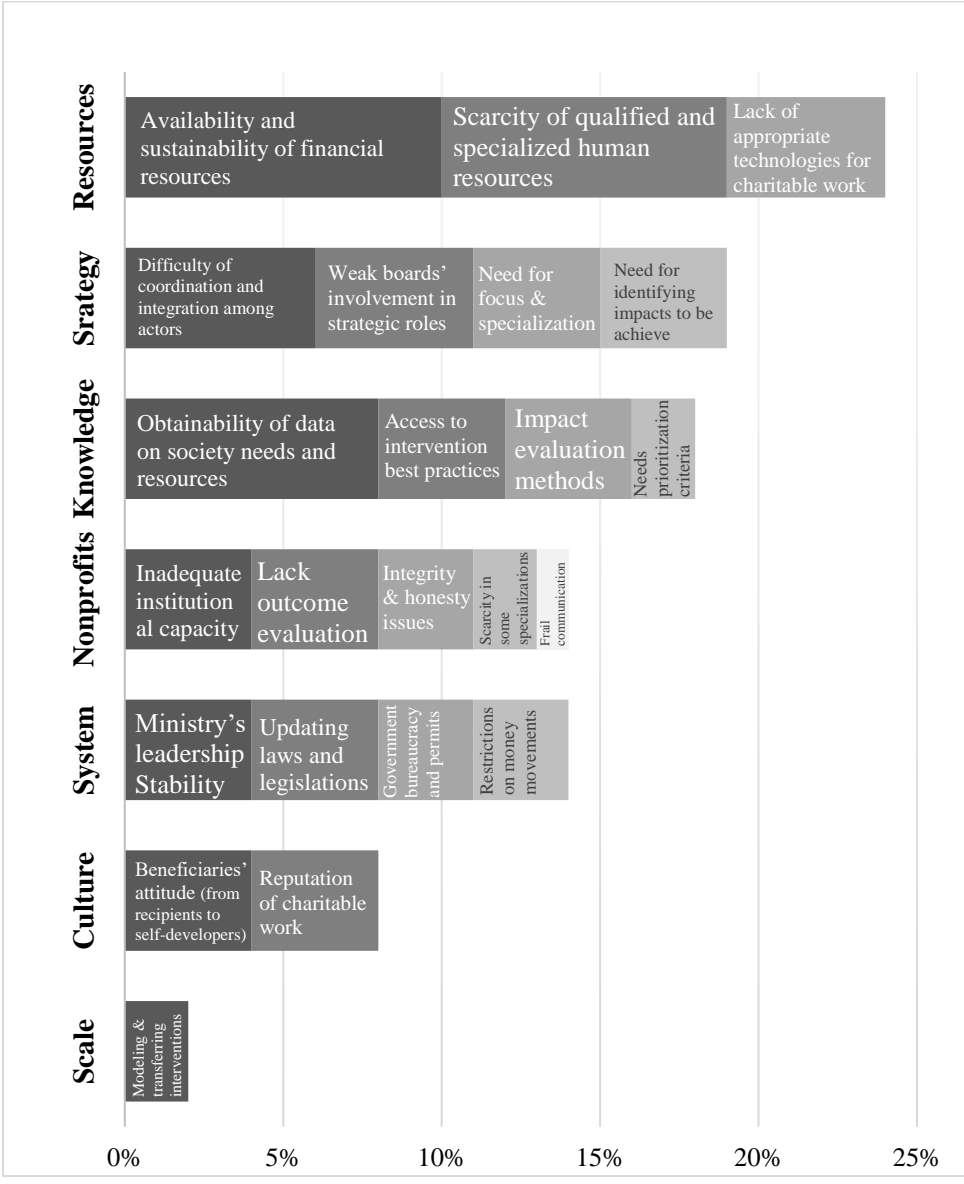 Resources
Availability and
sustainability of financial
resources
Scarcity of qualified and
specialized human
resources
Lack of
appropriate
technologies for
charitable work
Srategy
Difficulty of
coordination and
integration among
actors
Weak boards’
involvement in
strategic roles
Need for
focus &
specialization
Need for
identifying
impacts to be
achieve
Knowledge
Obtainability of data
on society needs and
resources
Access to
intervention
best practices
Impact
evaluation
methods
Needs
prioritization
criteria
Nonprofits
Inadequate
institution
al capacity
Lack
outcome
evaluation
Integrity
& honesty
issues
Scarcity in
some
specializations
Frail
communication
System
Ministry’s
leadership
Stability
Updating
laws and
legislations
Government
bureaucracy
and permits
Restrictions
on money
movements
Culture
Beneficiaries’
attitude (from
recipients to
self-developers)
Reputation
of charitable
work
Scale
Modeling &
transferring
interventions
0% 5% 10% 15% 20% 25%